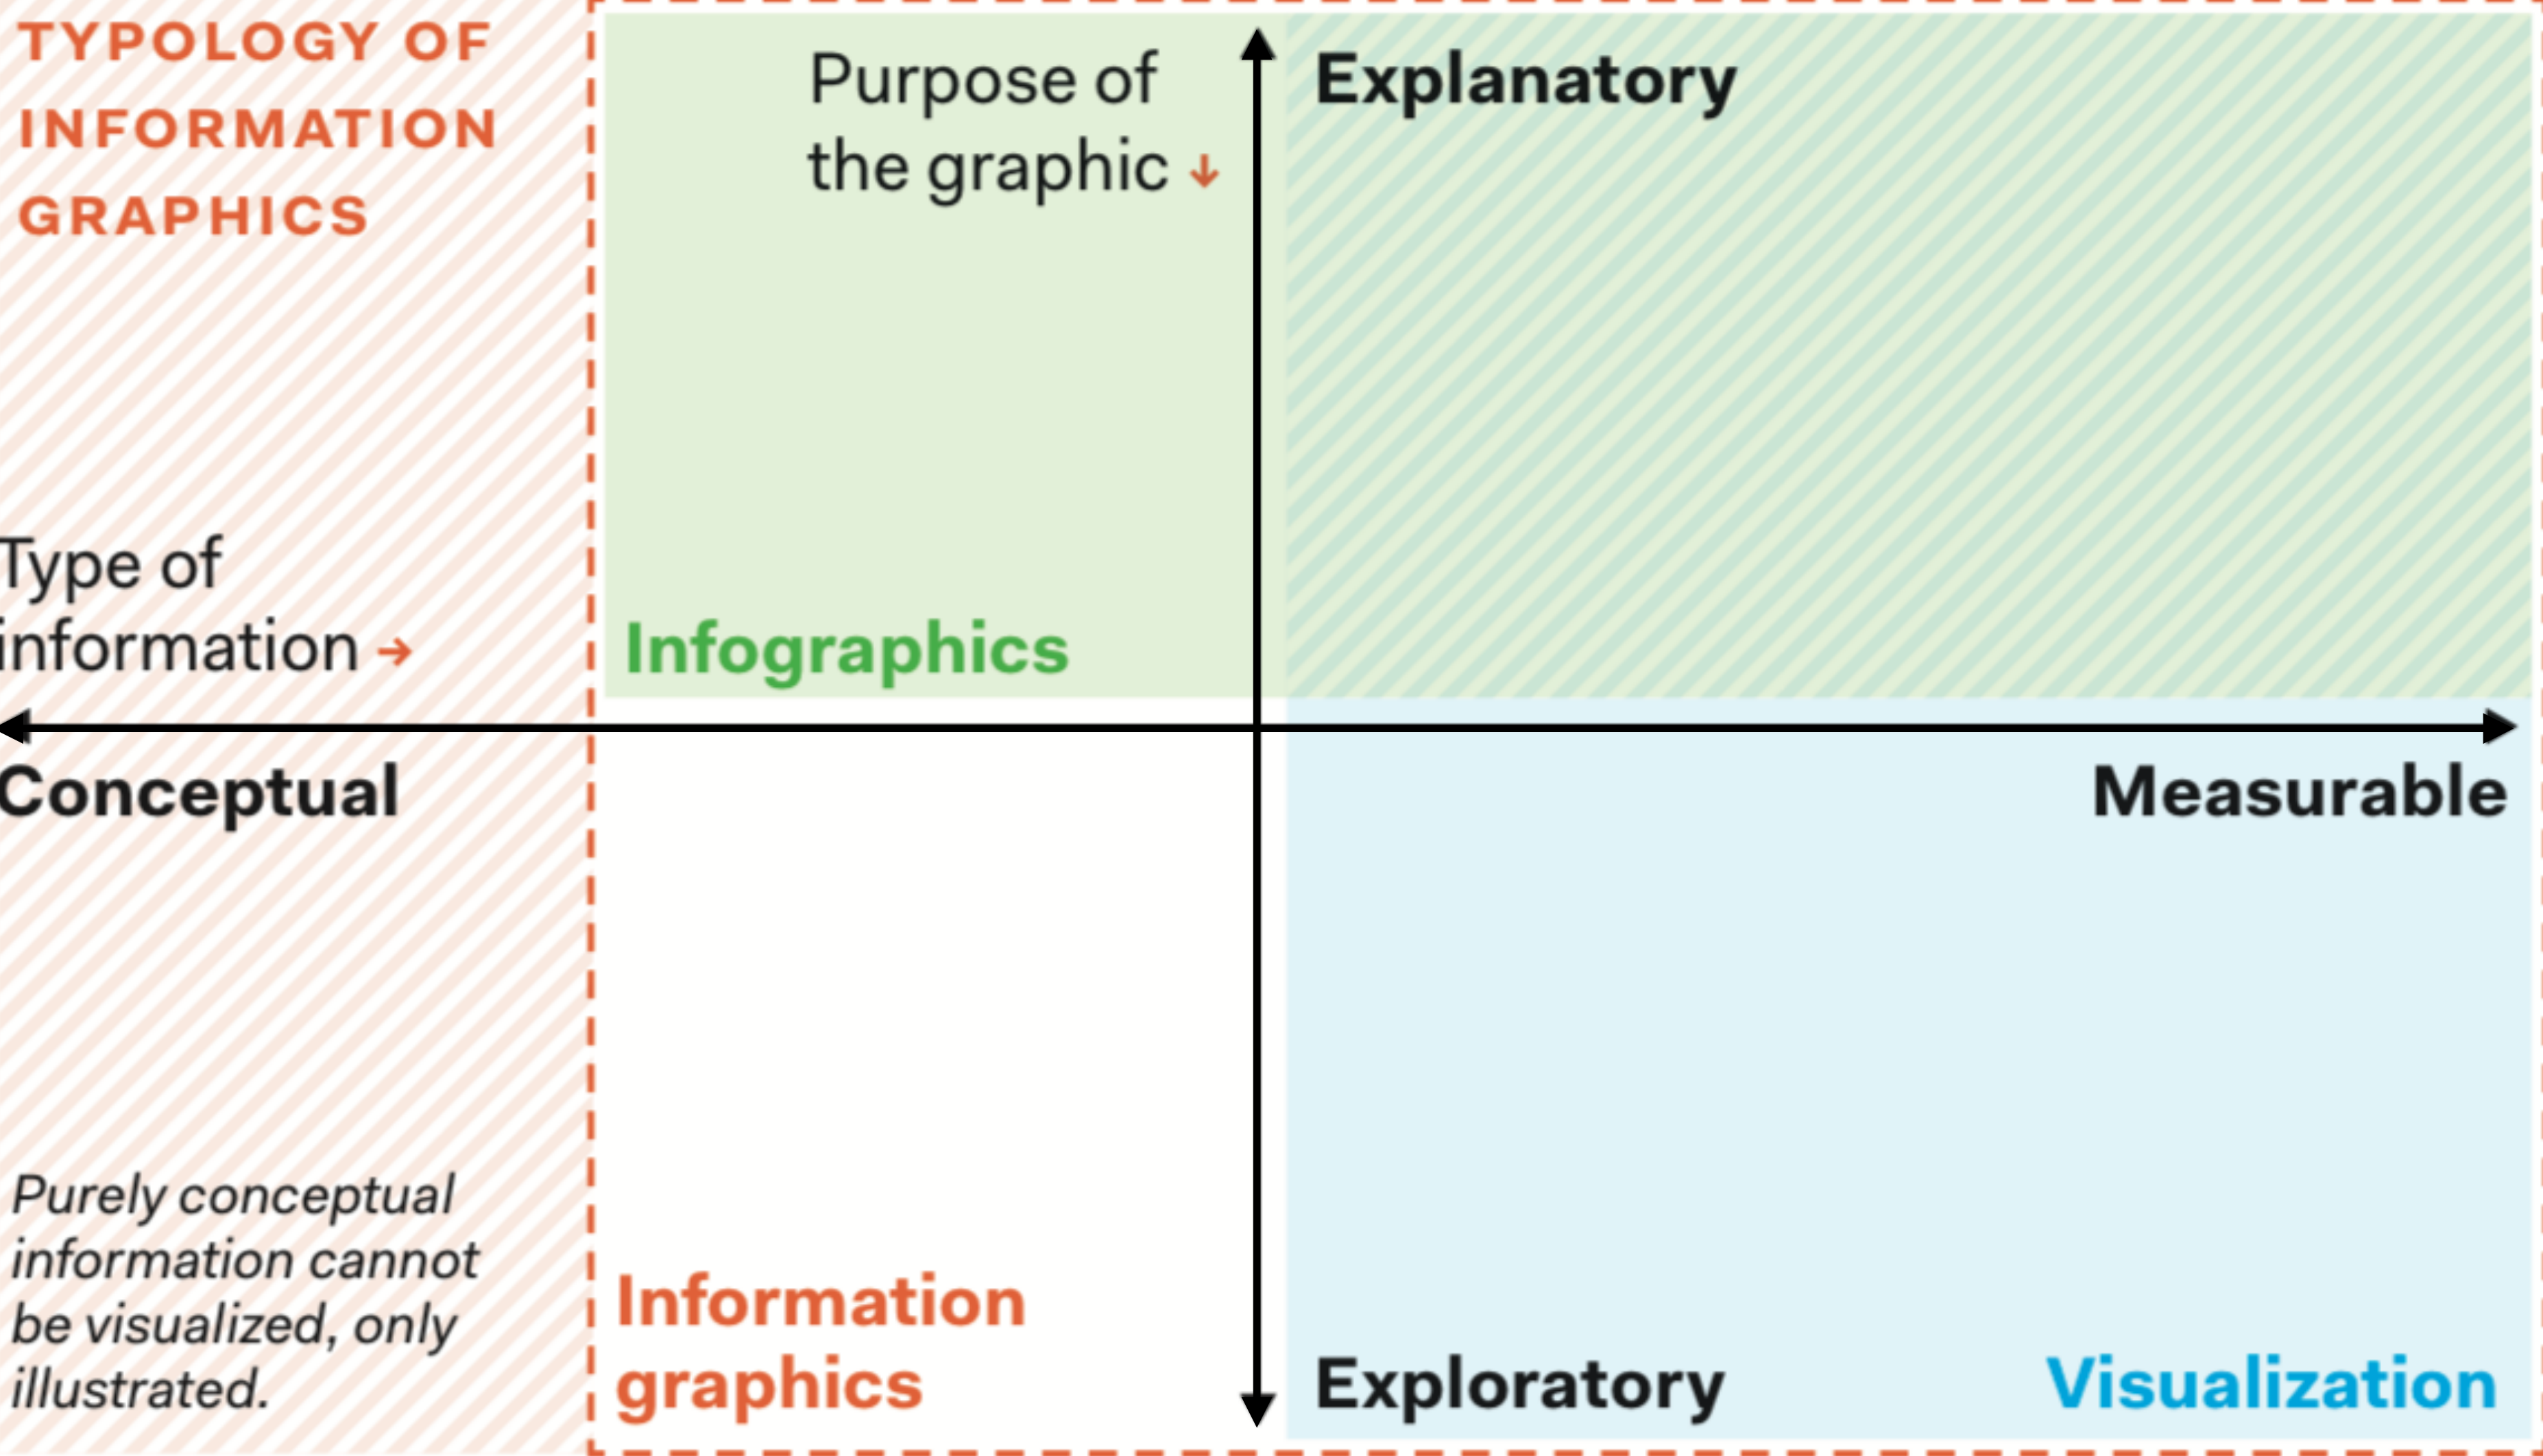 TYPOLOGY OF
INFORMATION
GRAPHICS
Purpose of
the graphic ↓
Explanatory
Type of
information →
Infographics
Conceptual
Measurable
Purely conceptual
information cannot
be visualized, only
illustrated.
Information
graphics
Exploratory
Visualization